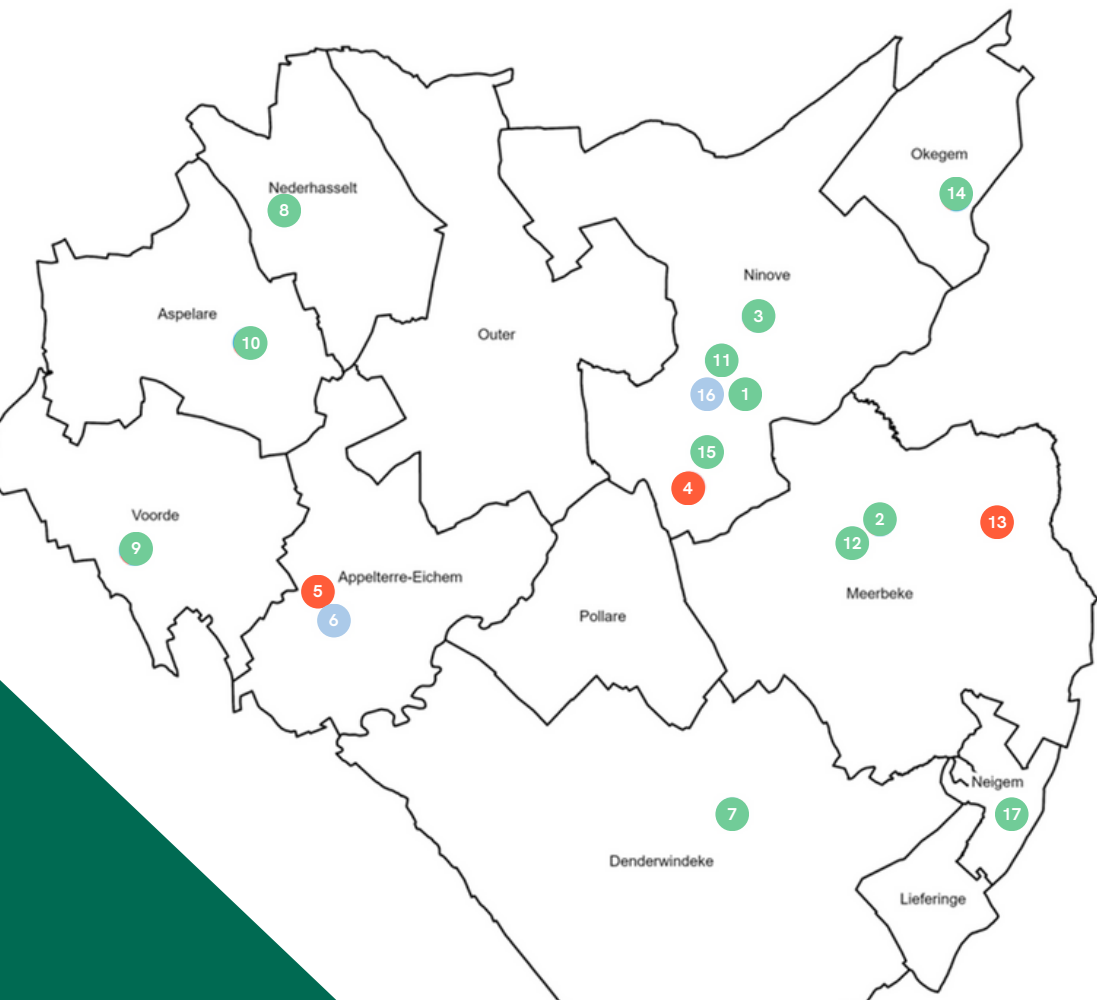 Okegem
14
Nederhasselt
8
Ninove
Aspelare
3
Outer
10
11
16
1
15
4
Voorde
2
13
9
12
Appelterre-Eichem
5
Meerbeke
6
Pollare
Neigem
7
17
Denderwindeke
Lieferinge